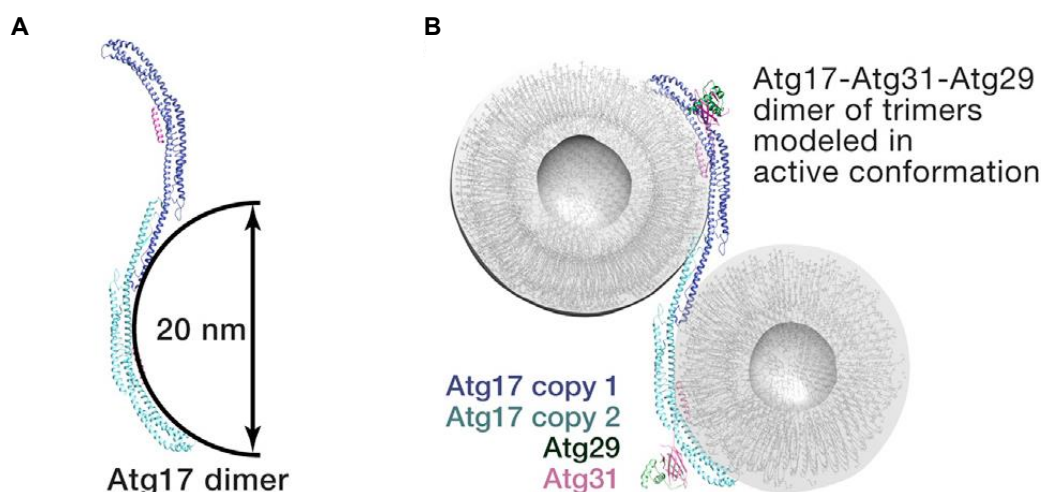 A
20 nm
Atg17 dimer
B
Atg17-Atg31-Atg29
dimer of trimers
modeled in
active conformation
Atg17 copy 1
Atg17 copy 2
Atg29
Atg31